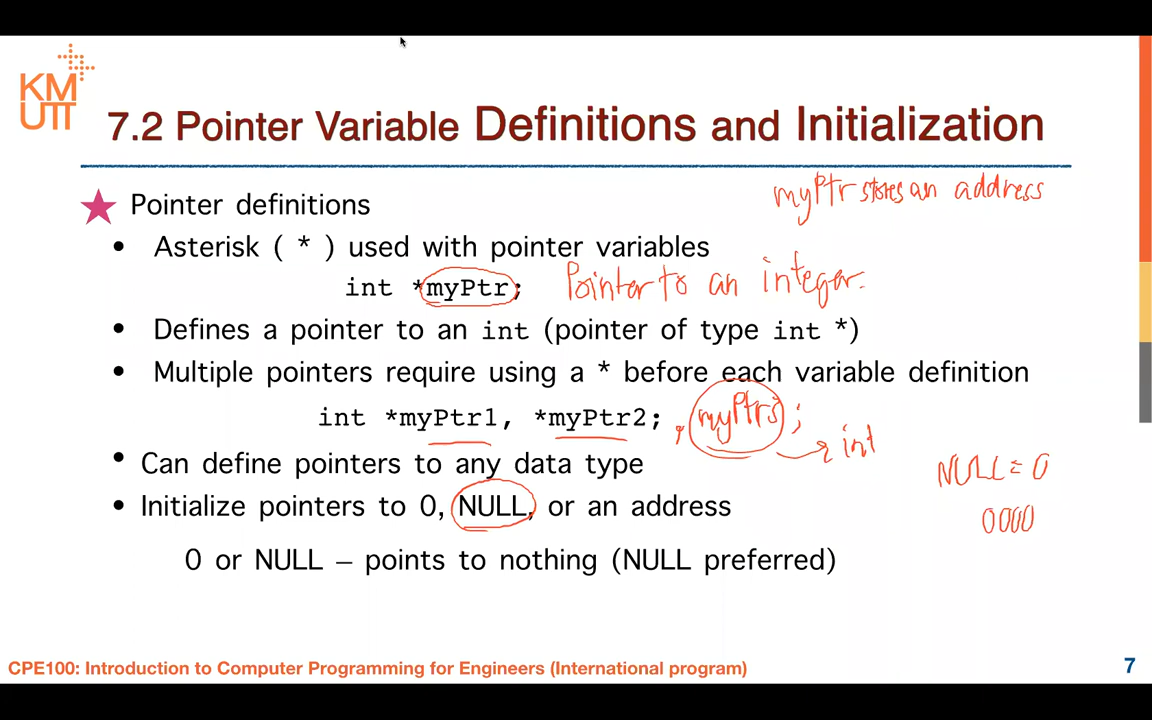 KM
UTT
7.2 Pointer Variable Definitions and Initialization
myPtr stores an address
Pointer definitions
• Asterisk ( * ) used with pointer variables
int *myPtr; Pointer to an integer.
• Defines a pointer to an int (pointer of type int *)
• Multiple pointers require using a * before each variable definition
int *myPtr1, *myPtr2; , myPtr3 ;
int
• Can define pointers to any data type
NULL = 0
• Initialize pointers to 0, NULL, or an address
0000
0 or NULL – points to nothing (NULL preferred)
CPE100: Introduction to Computer Programming for Engineers (International program)
7